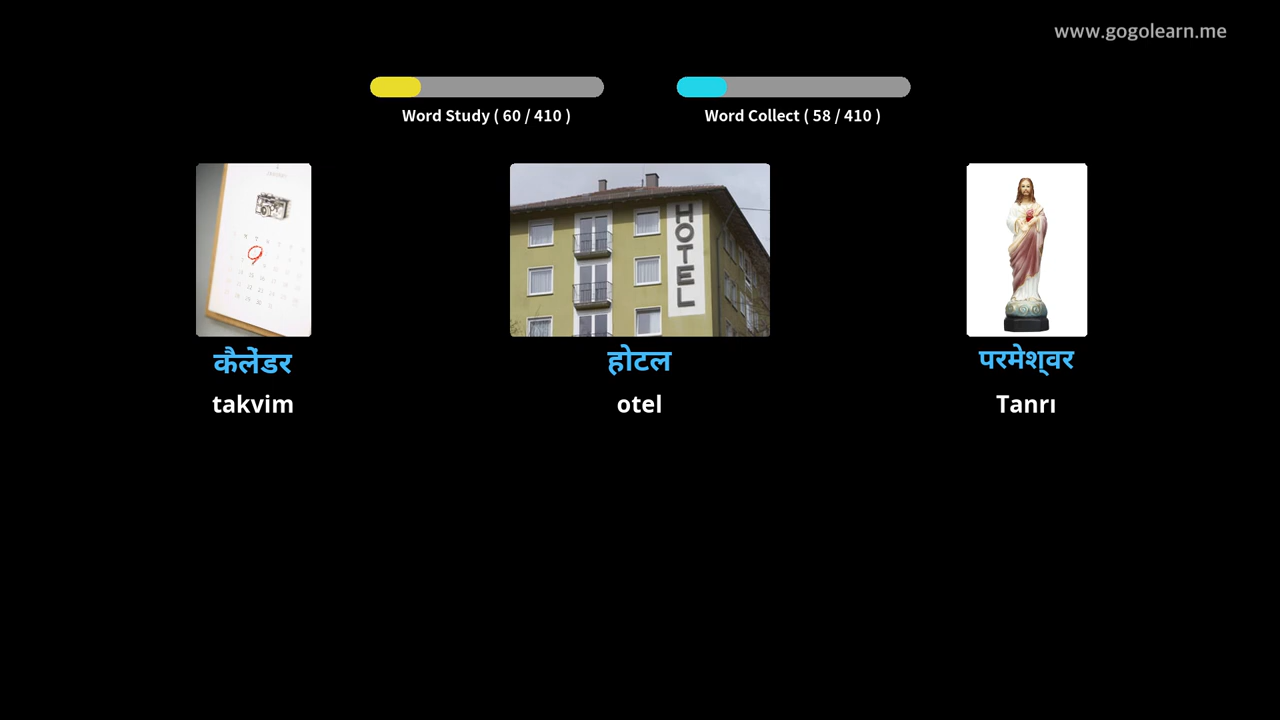 www.gogolearn.me
Word Study ( 60 / 410 )
Word Collect ( 58 / 410 )
HOTEL
कैलेंडर
होटल
परमेश्वर
takvim
otel
Tanrı